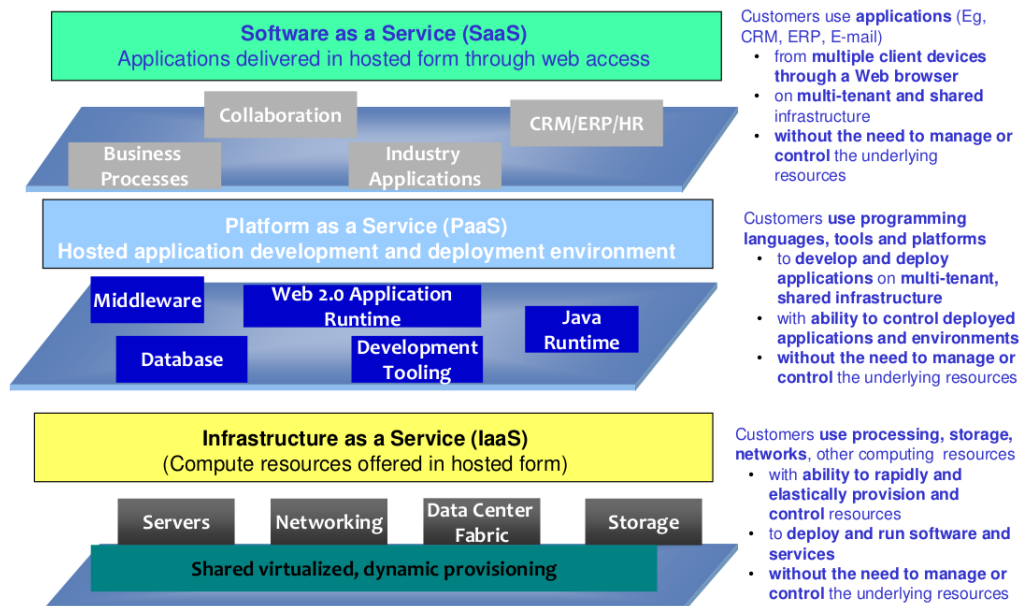 Software as a Service (SaaS)
Applications delivered in hosted form through web access
Collaboration
CRM/ERP/HR
Business
Processes
Industry
Applications
Customers use applications (Eg,
CRM, ERP, E-mail)
• from multiple client devices
through a Web browser
• on multi-tenant and shared
infrastructure
• without the need to manage or
control the underlying
resources
Platform as a Service (PaaS)
Hosted application development and deployment environment
Middleware
Web 2.0 Application
Runtime
Java
Runtime
Database
Development
Tooling
Customers use programming
languages, tools and platforms
• to develop and deploy
applications on multi-tenant,
shared infrastructure
• with ability to control deployed
applications and environments
• without the need to manage or
control the underlying resources
Infrastructure as a Service (IaaS)
(Compute resources offered in hosted form)
Servers
Networking
Data Center
Fabric
Storage
Shared virtualized, dynamic provisioning
Customers use processing, storage,
networks, other computing resources
• with ability to rapidly and
elastically provision and
control resources
• to deploy and run software and
services
• without the need to manage or
control the underlying resources